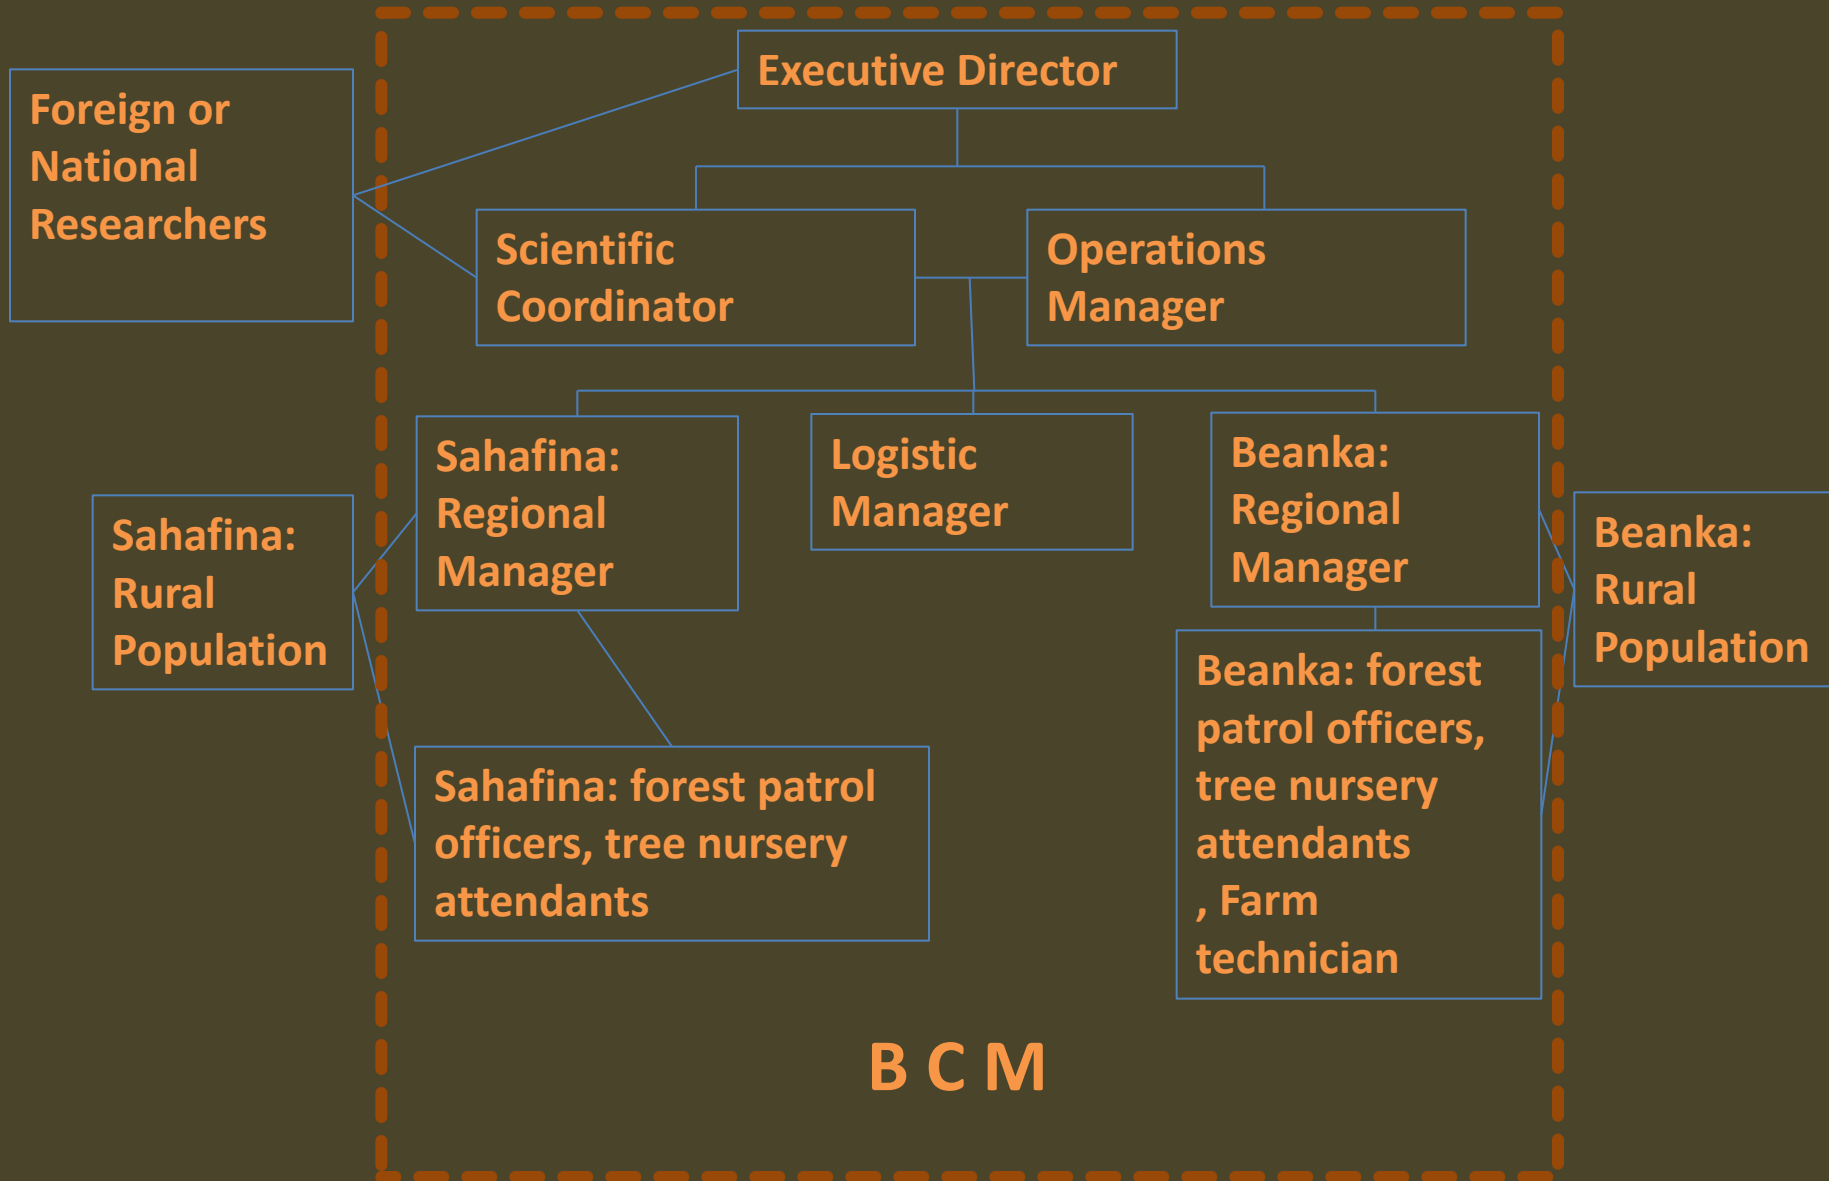 Executive Director
Foreign or
National
Researchers
Scientific
Coordinator
Operations
Manager
Sahafina:
Regional
Manager
Logistic
Manager
Beanka:
Regional
Manager
Sahafina:
Rural
Population
Beanka:
Rural
Population
Sahafina: forest patrol
officers, tree nursery
attendants
Beanka: forest
patrol officers,
tree nursery
attendants
, Farm
technician
B C M